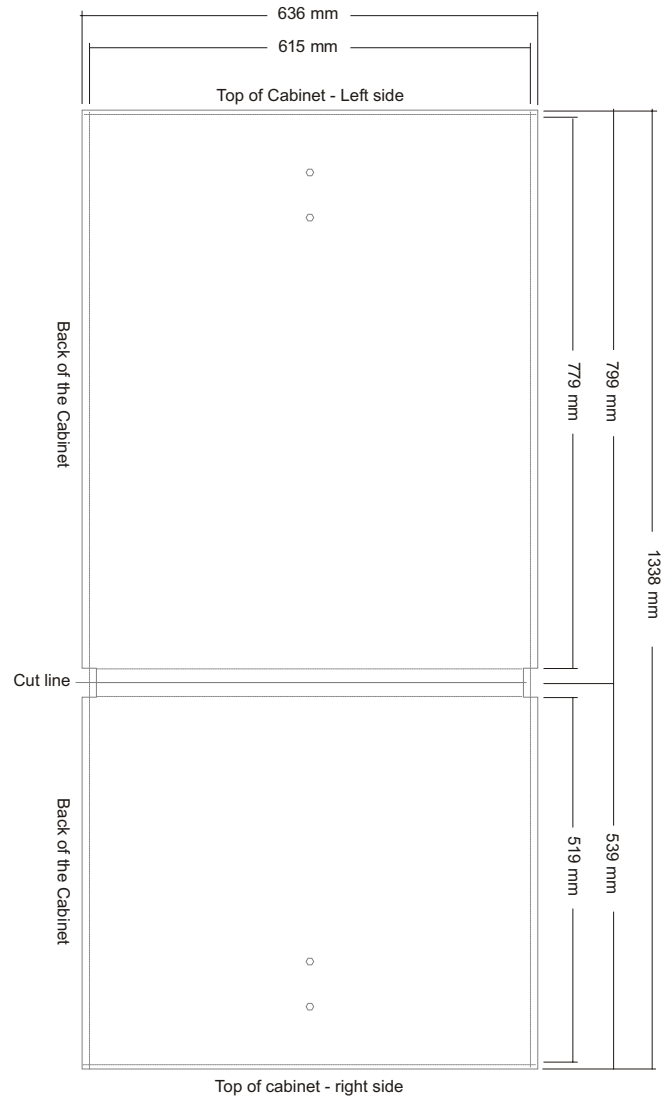 636 mm
615 mm
Top of Cabinet - Left side
Back of the Cabinet
779 mm
799 mm
1338 mm
Cut line
Back of the Cabinet
519 mm
539 mm
Top of cabinet - right side